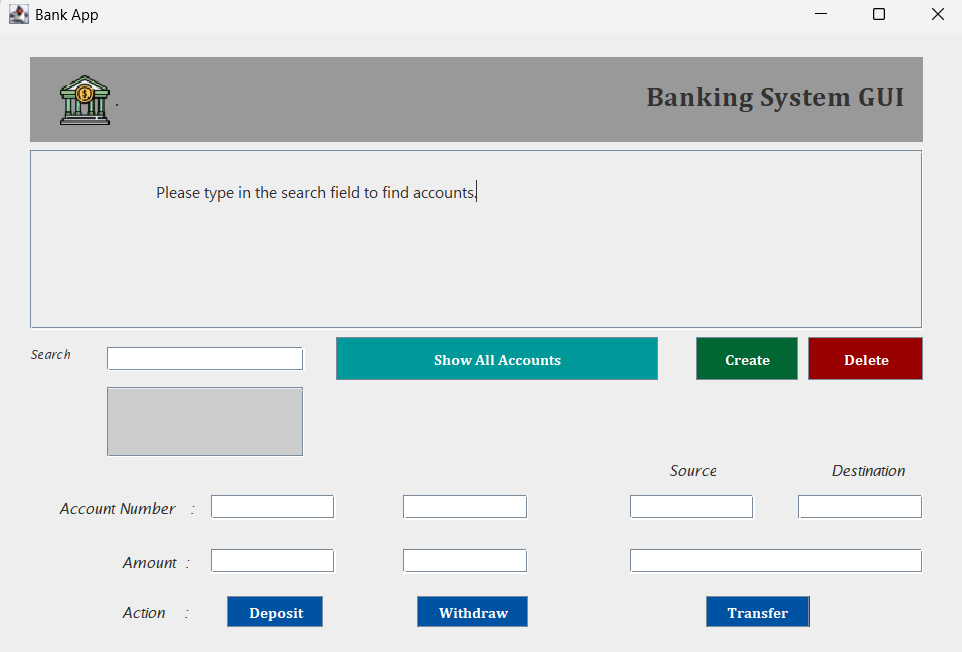 Bank App
Banking System GUI
Please type in the search field to find accounts.
Search
Show All Accounts
Create
Delete
Source
Destination
Account Number :
Amount :
Action :
Deposit
Withdraw
Transfer